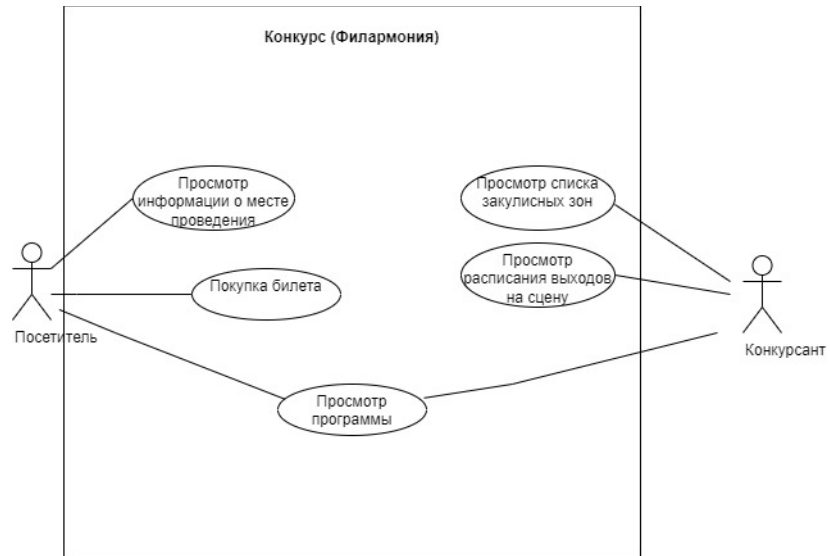 Конкурс (Филармония)
Просмотр
информации о месте
проведения
Просмотр списка
закулисных зон
Покупка билета
Просмотр
расписания выходов
на сцену
Посетитель
Конкурсант
Просмотр
программы